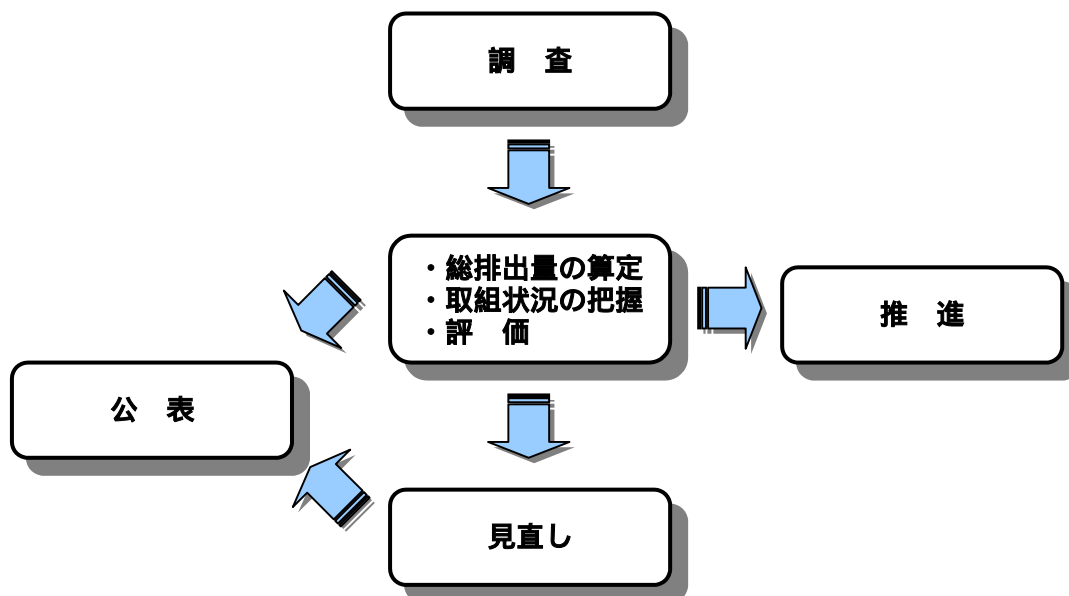 調　査
・総排出量の算定
・取組状況の把握
・評　価
推　進
公　表
見直し